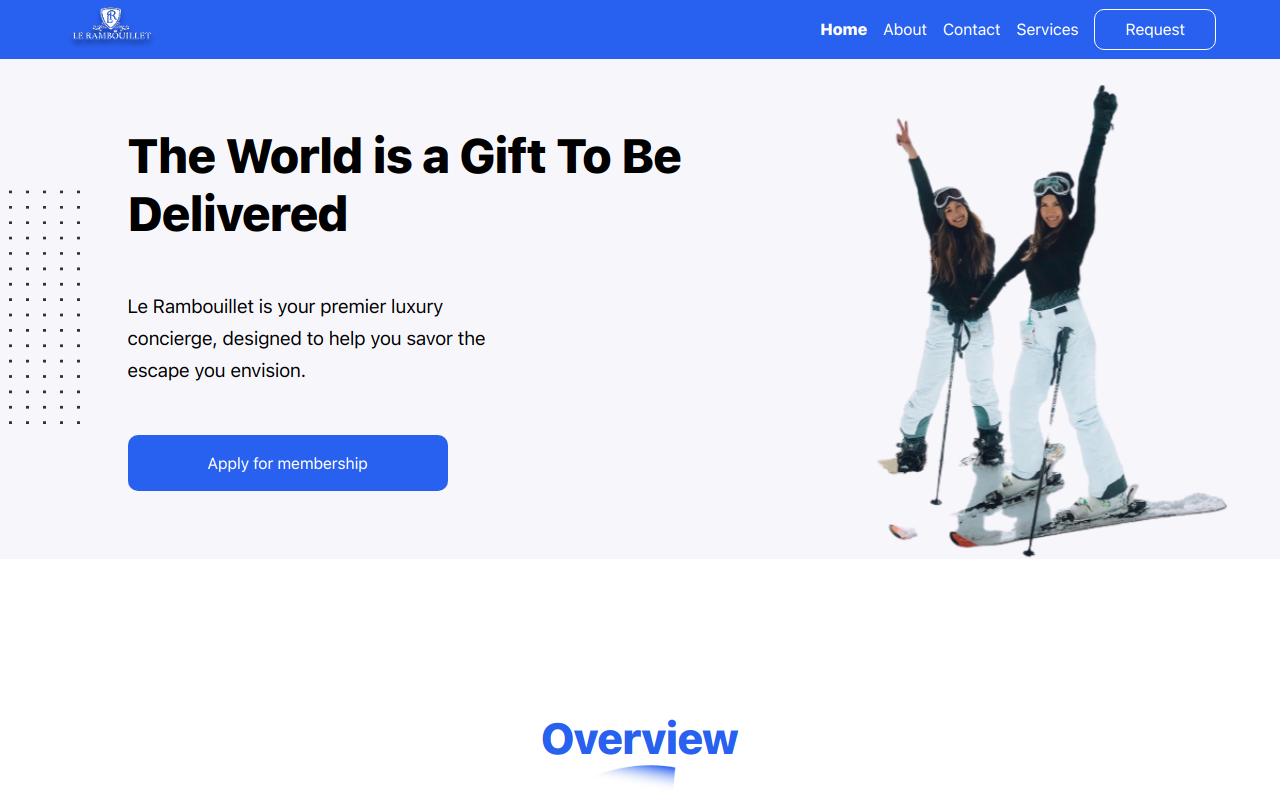 LE RAMBOUILLET
Home About Contact Services Request
The World is a Gift To Be
Delivered
Le Rambouillet is your premier luxury
concierge, designed to help you savor the
escape you envision.
Apply for membership
Overview